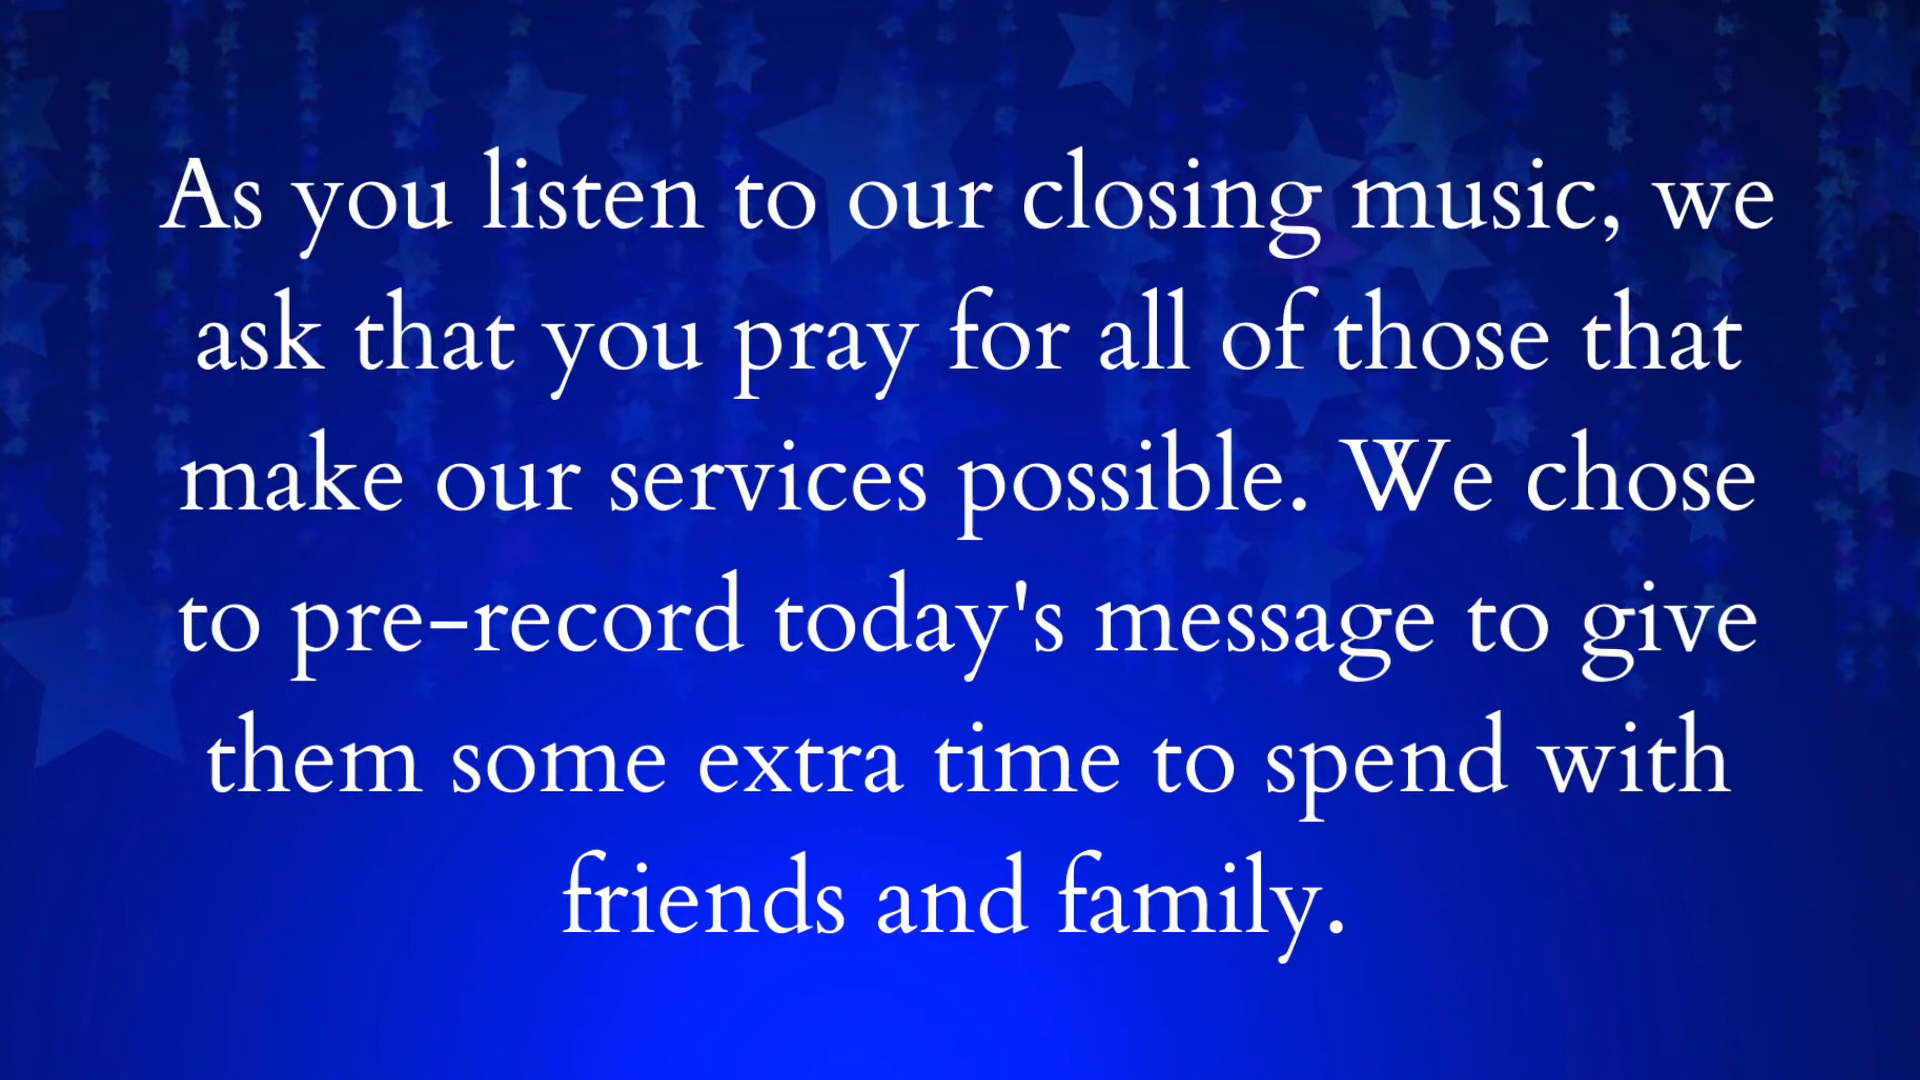 As you listen to our closing music, we
ask that you pray for all of those that
make our services possible. We chose
to pre-record today's message to give
them some extra time to spend with
friends and family.